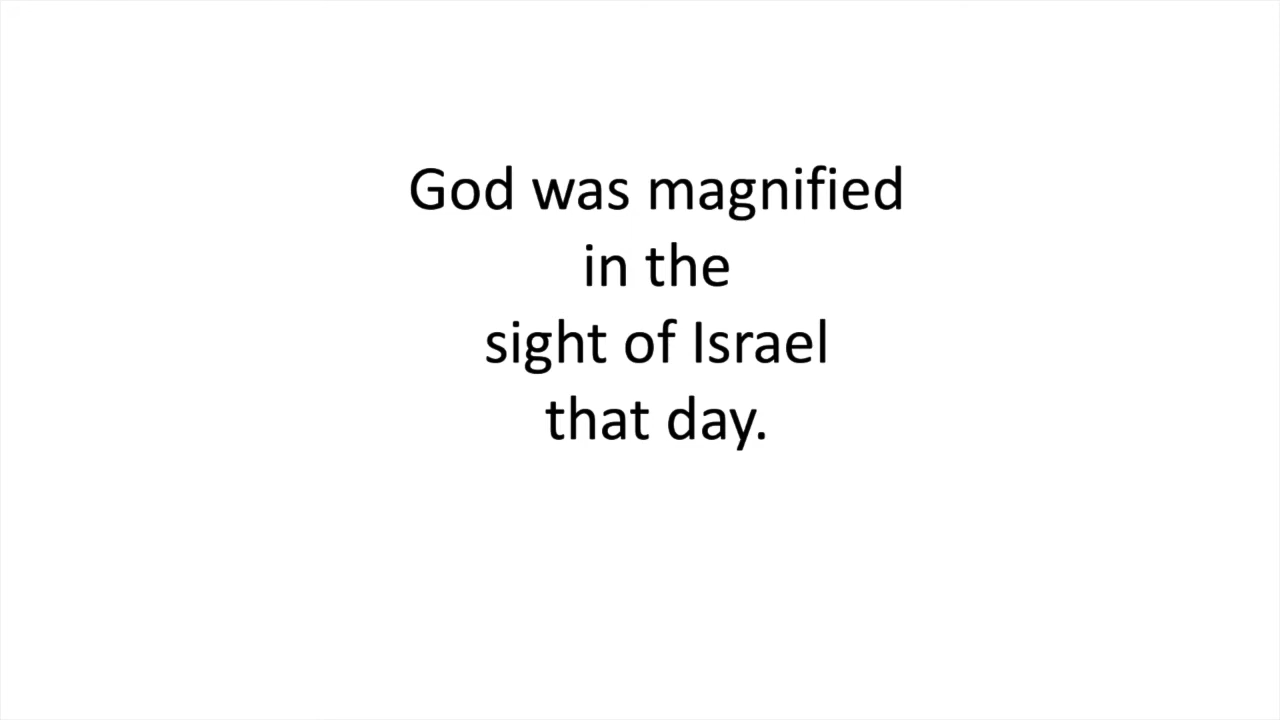 God was magnified
in the
sight of Israel
that day.